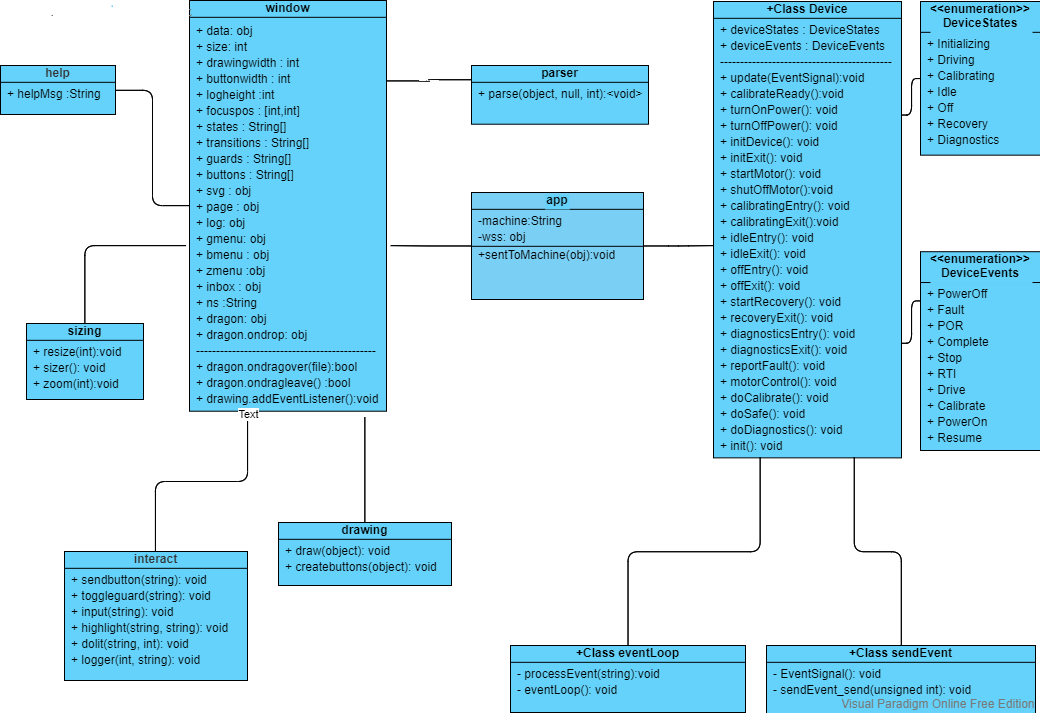 window
+ data: obj
+ size: int
+ drawingwidth : int
+ buttonwidth : int
+ logheight :int
+ focuspos : [int,int]
+ states : String[]
+ transitions : String[]
+ guards : String[]
+ buttons : String[]
+ svg : obj
+ page : obj
+ log: obj
+ gmenu: obj
+ bmenu : obj
+ zmenu :obj
+ inbox : obj
+ ns :String
+ dragon: obj
+ dragon.ondrop: obj
+ dragon.ondragover(file):bool
+ dragon.ondragleave() :bool
+ drawing.addEventListener():void
Text
help
+ helpMsg :String
sizing
+ resize(int):void
+ sizer(): void
+ zoom(int):void
interact
+ sendbutton(string): void
+ toggleguard(string): void
+ input(string): void
+ highlight(string, string): void
+ dolit(string, int): void
+ logger(int, string): void
drawing
+ draw(object): void
+ createbuttons(object): void
parser
+ parse(object, null, int):<void>
app
-machine:String
-wss: obj
+sentToMachine(obj):void
+Class Device
+ deviceStates : DeviceStates
+ deviceEvents : DeviceEvents
+ update(EventSignal):void
+ calibrateReady():void
+ turnOnPower(): void
+ turnOffPower(): void
+ initDevice(): void
+ initExit(): void
+ startMotor(): void
+ shutOffMotor():void
+ calibratingEntry(): void
+ calibratingExit():void
+ idleEntry(): void
+ idleExit(): void
+ offEntry(): void
+ offExit(): void
+ startRecovery(): void
+ recoveryExit(): void
+ diagnosticsEntry(): void
+ diagnosticsExit(): void
+ reportFault(): void
+ motorControl(): void
+ doCalibrate(): void
+ doSafe(): void
+ doDiagnostics(): void
+ init(): void
<<enumeration>>
DeviceStates
+ Initializing
+ Driving
+ Calibrating
+ Idle
+ Off
+ Recovery
+ Diagnostics
<<enumeration>>
DeviceEvents
+ PowerOff
+ Fault
+ POR
+ Complete
+ Stop
+ RTI
+ Drive
+ Calibrate
+ PowerOn
+ Resume
+Class eventLoop
- processEvent(string):void
- eventLoop(): void
+Class sendEvent
- EventSignal(): void
- sendEvent_send(unsigned int): void
Visual Paradigm Online Free Edition